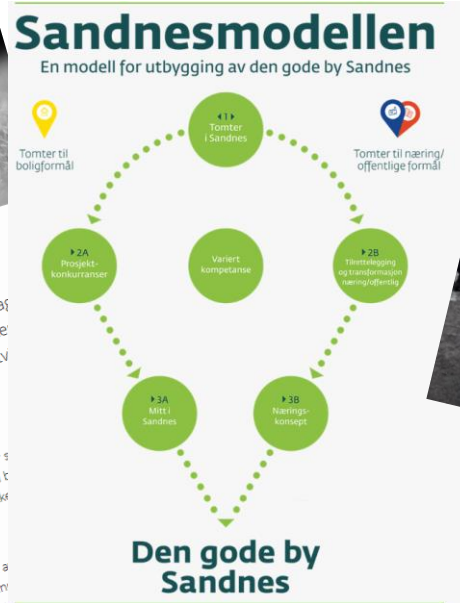 Sandnesmodellen
En modell for utbygging av den gode by Sandnes
1
Tomter
i Sandnes
Tomter til
boligformål
Tomter til næring/
offentlige formål
2A
Prosjekt-
konkurranser
Variert
kompetanse
2B
Tilrettelegging
og transformasjon
næring/offentlig
3A
Mitt i
Sandnes
3B
Nærings-
konsept
Den gode by
Sandnes